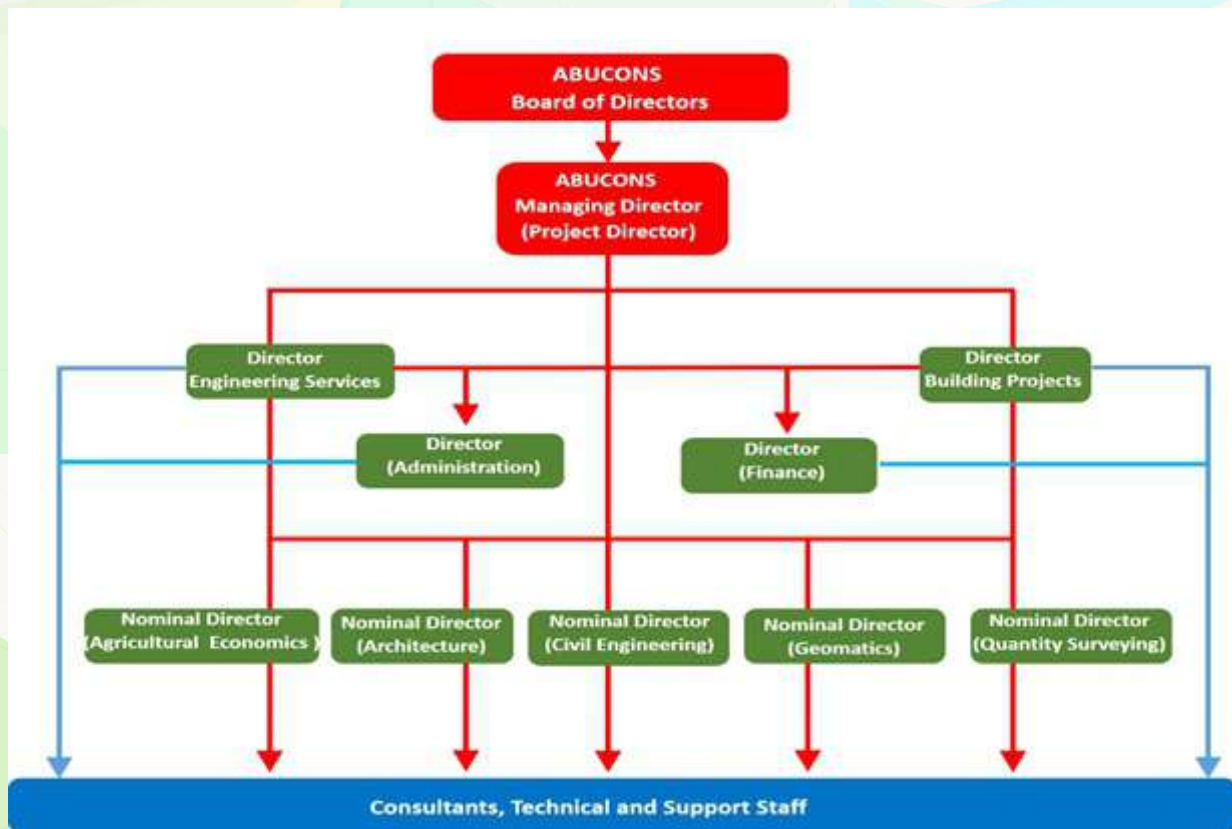 ABUCONS
Board of Directors
ABUCONS
Managing Director
(Project Director)
Director
Engineering Services
Director
Building Projects
Director
(Administration)
Director
(Finance)
Nominal Director
(Agricultural Economics )
Nominal Director
(Architecture)
Nominal Director
(Civil Engineering)
Nominal Director
(Geomatics)
Nominal Director
(Quantity Surveying)
Consultants, Technical and Support Staff